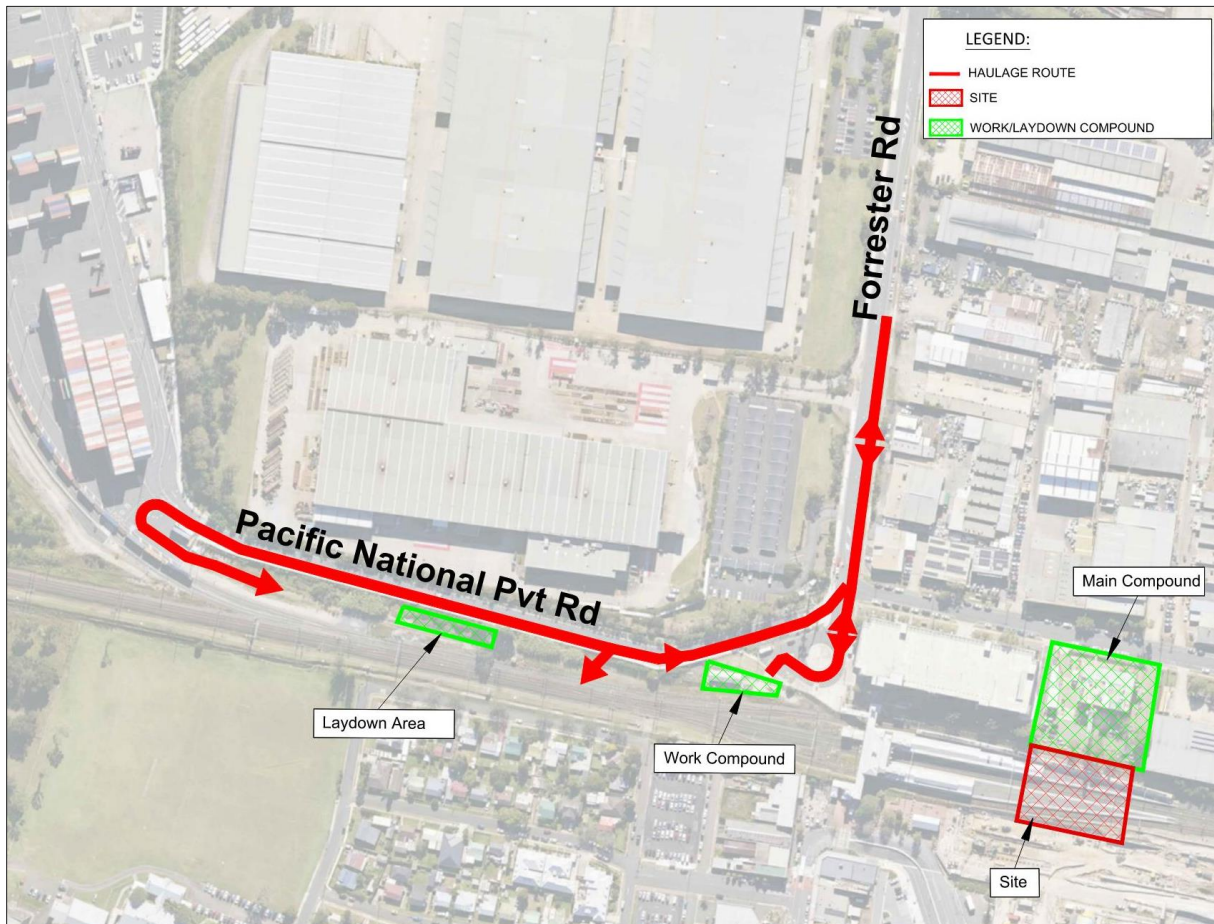 LEGEND:
HAULAGE ROUTE
SITE
WORK/LAYDOWN COMPOUND
Forrester Rd
Pacific National Pvt Rd
Main Compound
Laydown Area
Work Compound
Site